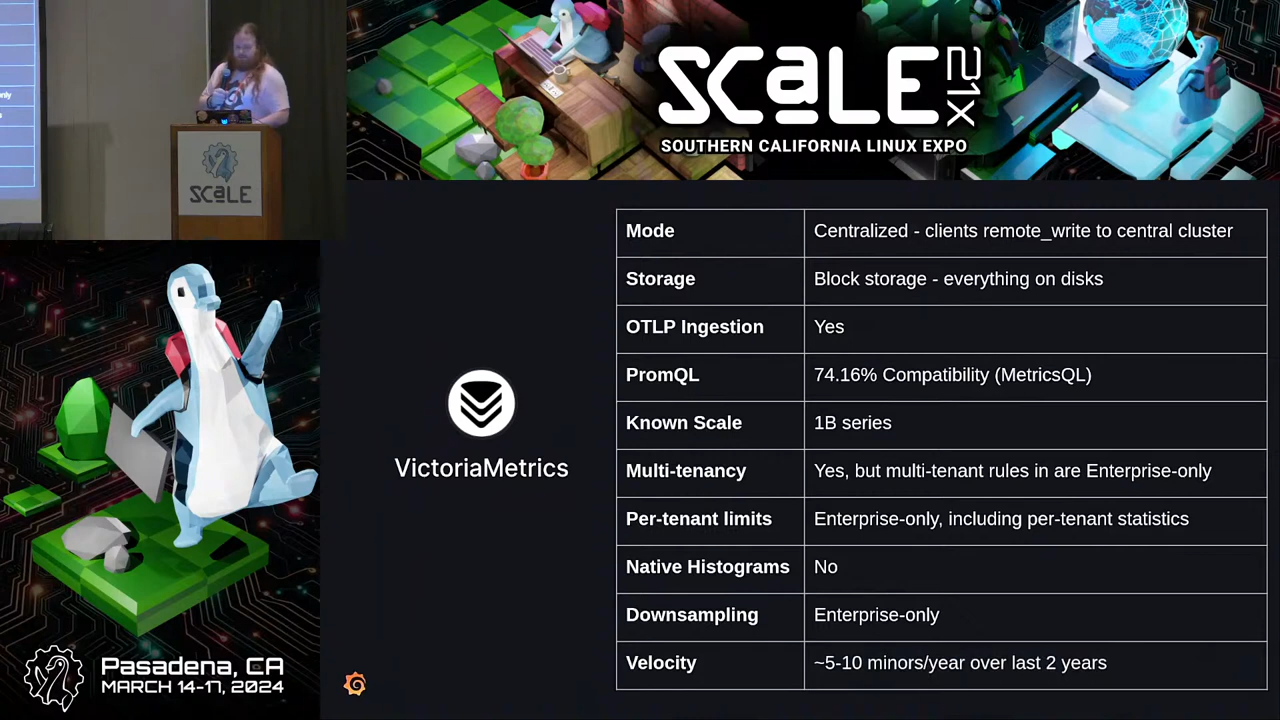 only
SCALE
SCaLE 21X
SOUTHERN CALIFORNIA LINUX EXPO
VictoriaMetrics
Mode Centralized - clients remote_write to central cluster
Storage Block storage - everything on disks
OTLP Ingestion Yes
PromQL 74.16% Compatibility (MetricsQL)
Known Scale 1B series
Multi-tenancy Yes, but multi-tenant rules in are Enterprise-only
Per-tenant limits Enterprise-only, including per-tenant statistics
Native Histograms No
Downsampling Enterprise-only
Velocity ~5-10 minors/year over last 2 years
Pasadena, CA
MARCH 14-17, 2024